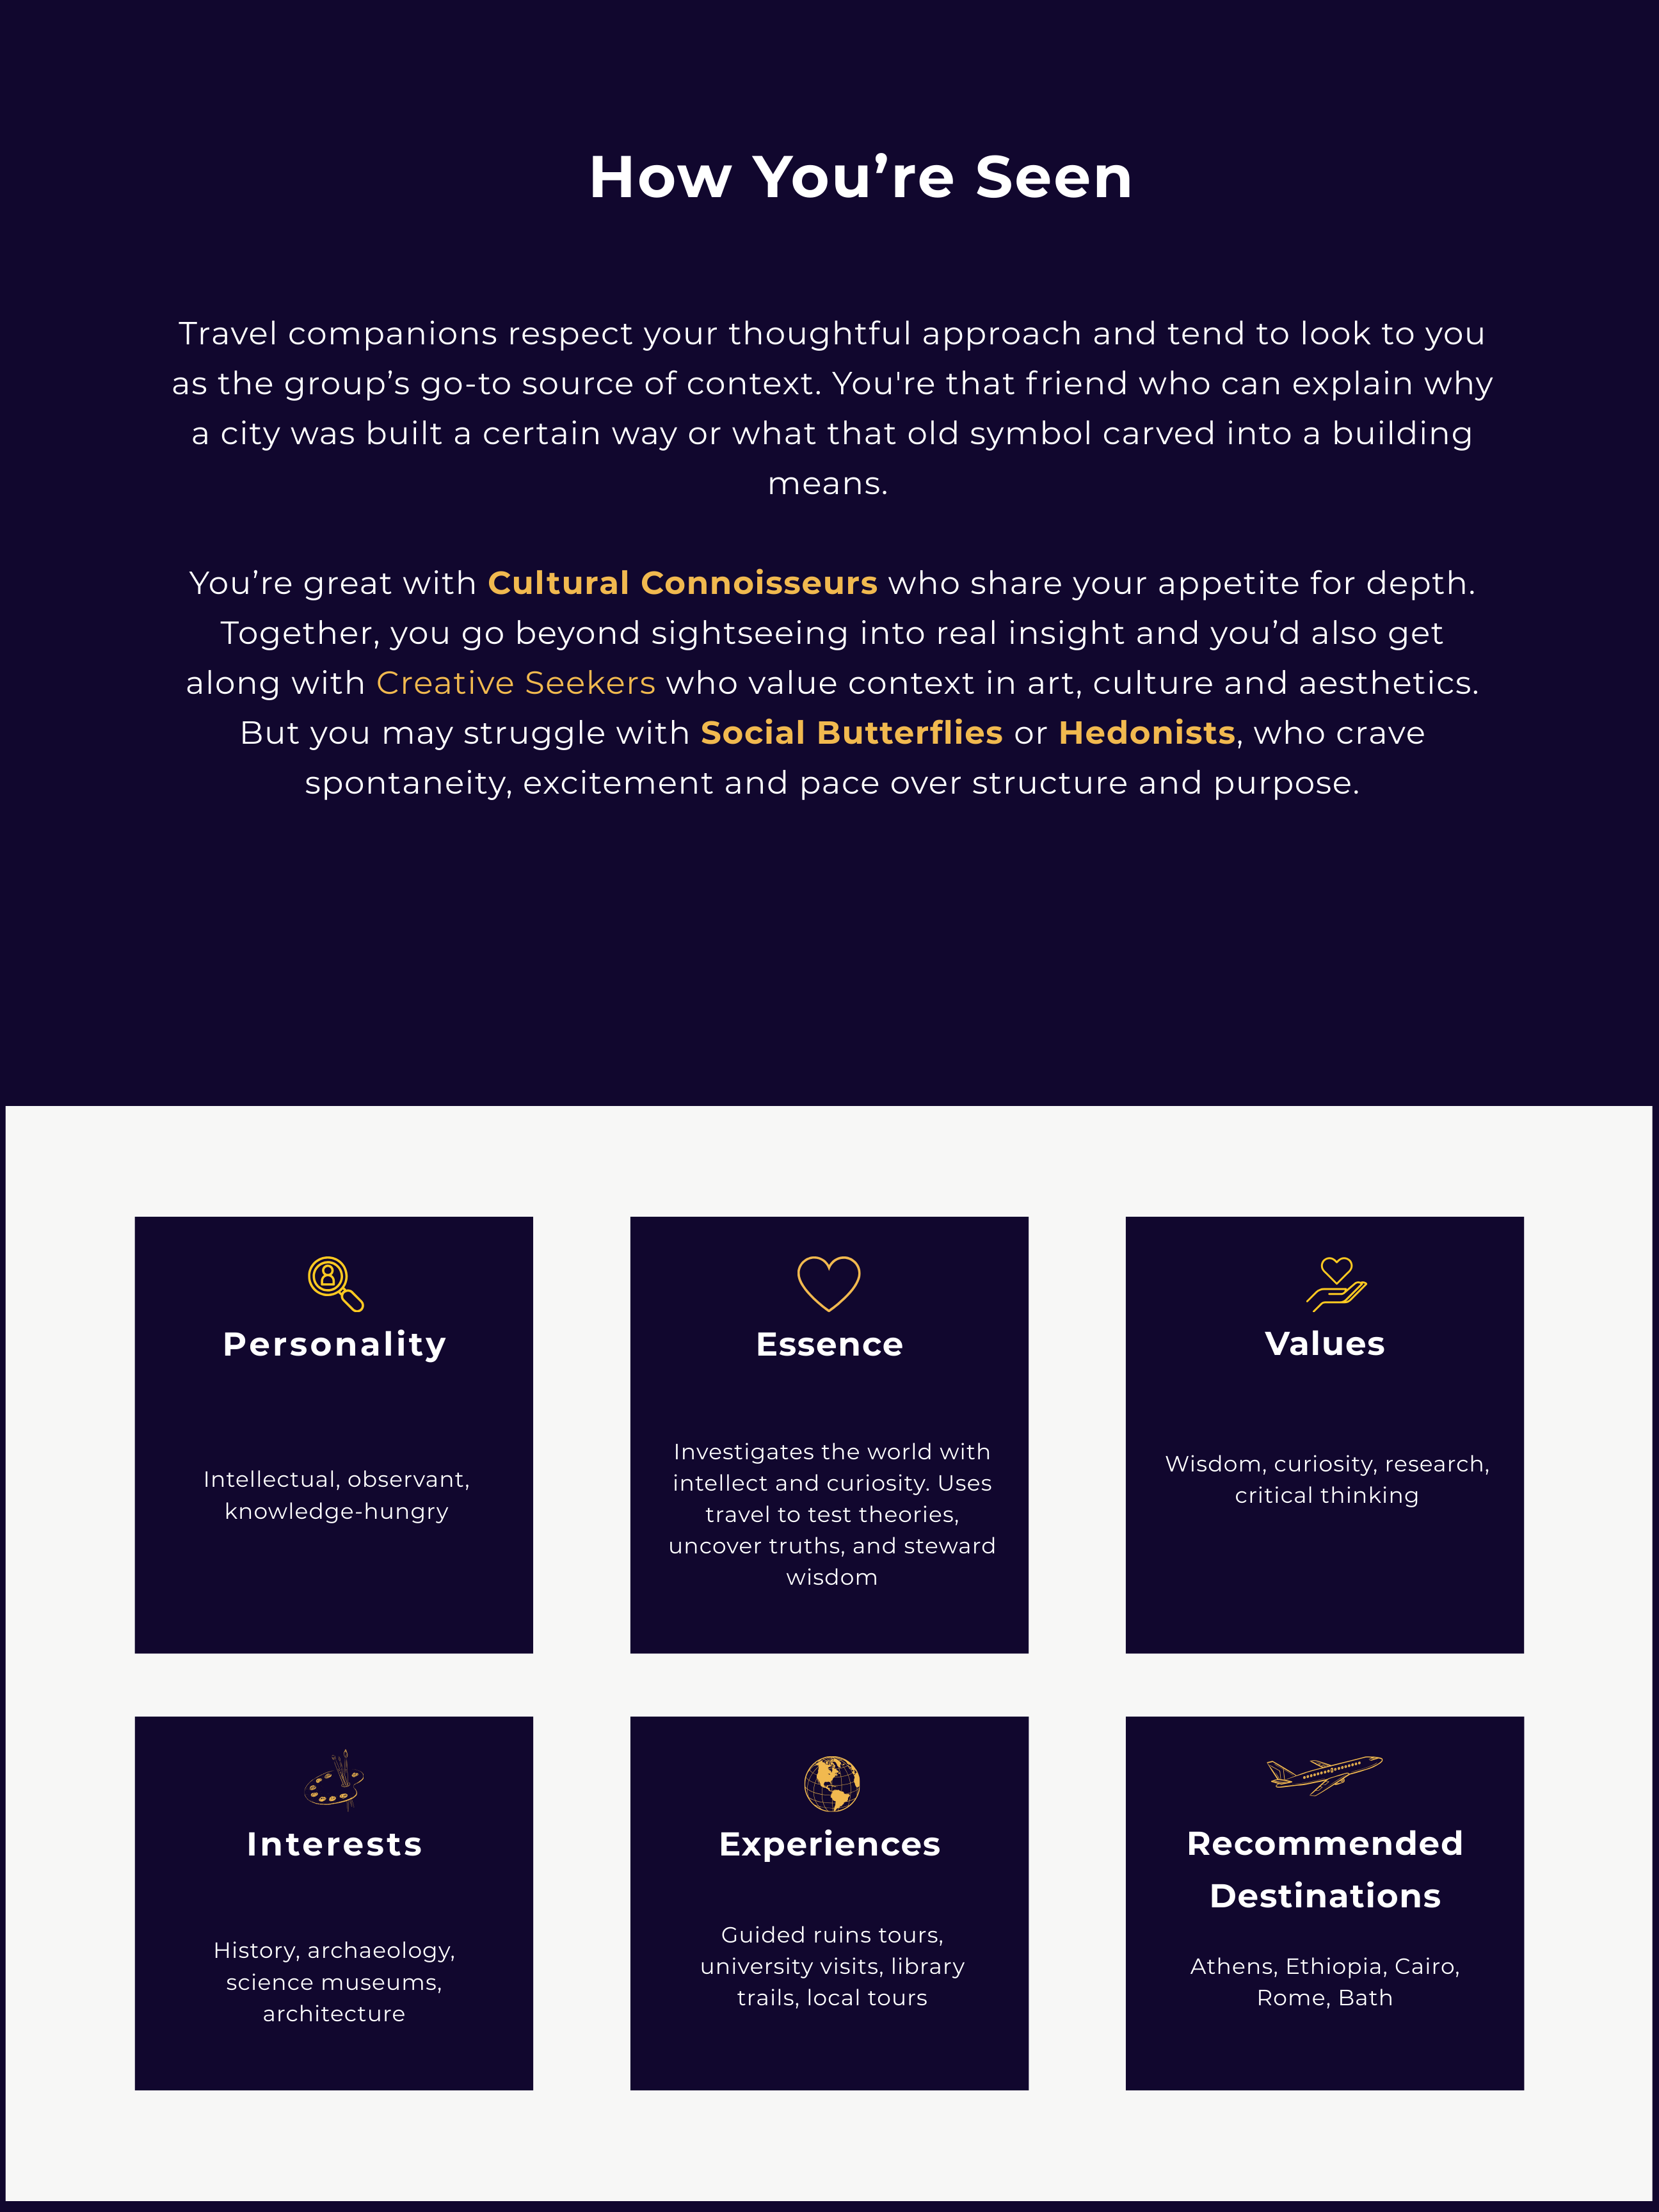 How You’re Seen
Travel companions respect your thoughtful approach and tend to look to you
as the group’s go-to source of context. You're that friend who can explain why
a city was built a certain way or what that old symbol carved into a building
means.
You’re great with Cultural Connoisseurs who share your appetite for depth.
Together, you go beyond sightseeing into real insight and you’d also get
along with Creative Seekers who value context in art, culture and aesthetics.
But you may struggle with Social Butterflies or Hedonists, who crave
spontaneity, excitement and pace over structure and purpose.
Personality
Intellectual, observant,
knowledge-hungry
Essence
Investigates the world with
intellect and curiosity. Uses
travel to test theories,
uncover truths, and steward
wisdom
Values
Wisdom, curiosity, research,
critical thinking
Interests
History, archaeology,
science museums,
architecture
Experiences
Guided ruins tours,
university visits, library
trails, local tours
Recommended
Destinations
Athens, Ethiopia, Cairo,
Rome, Bath